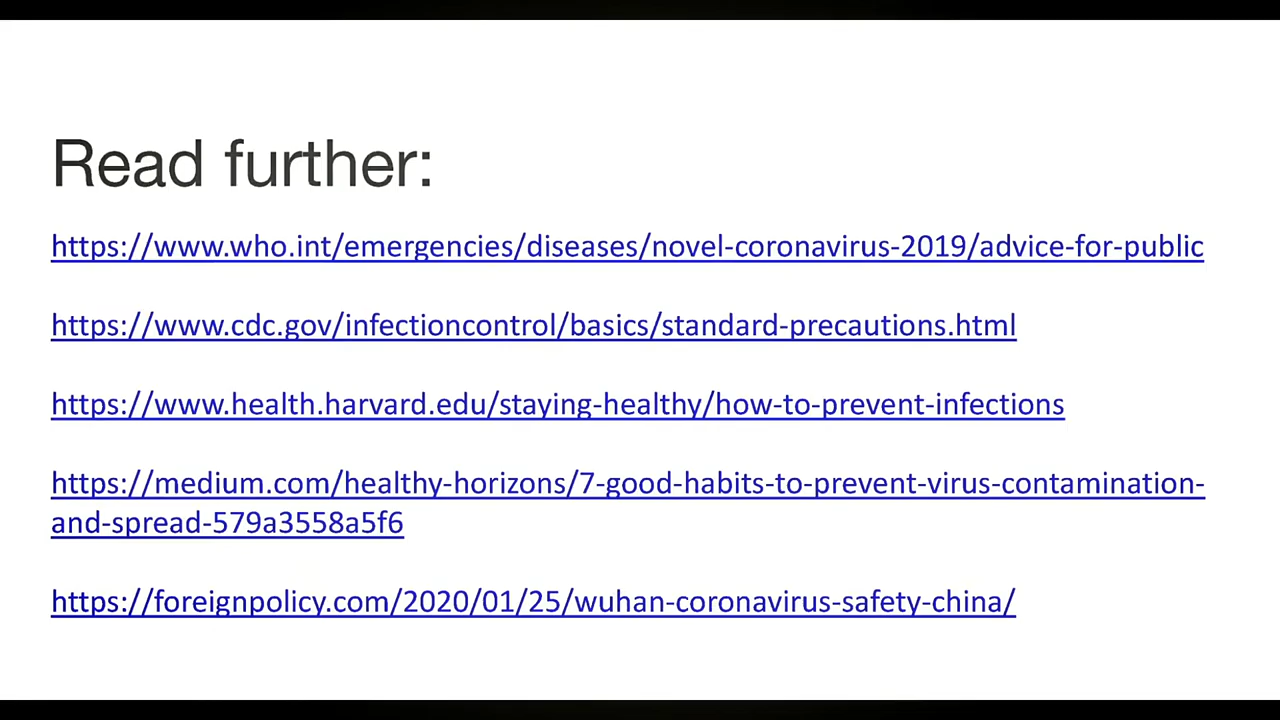 Read further:
https://www.who.int/emergencies/diseases/novel-coronavirus-2019/advice-for-public
https://www.cdc.gov/infectioncontrol/basics/standard-precautions.html
https://www.health.harvard.edu/staying-healthy/how-to-prevent-infections
https://medium.com/healthy-horizons/7-good-habits-to-prevent-virus-contamination-
and-spread-579a3558a5f6
https://foreignpolicy.com/2020/01/25/wuhan-coronavirus-safety-china/